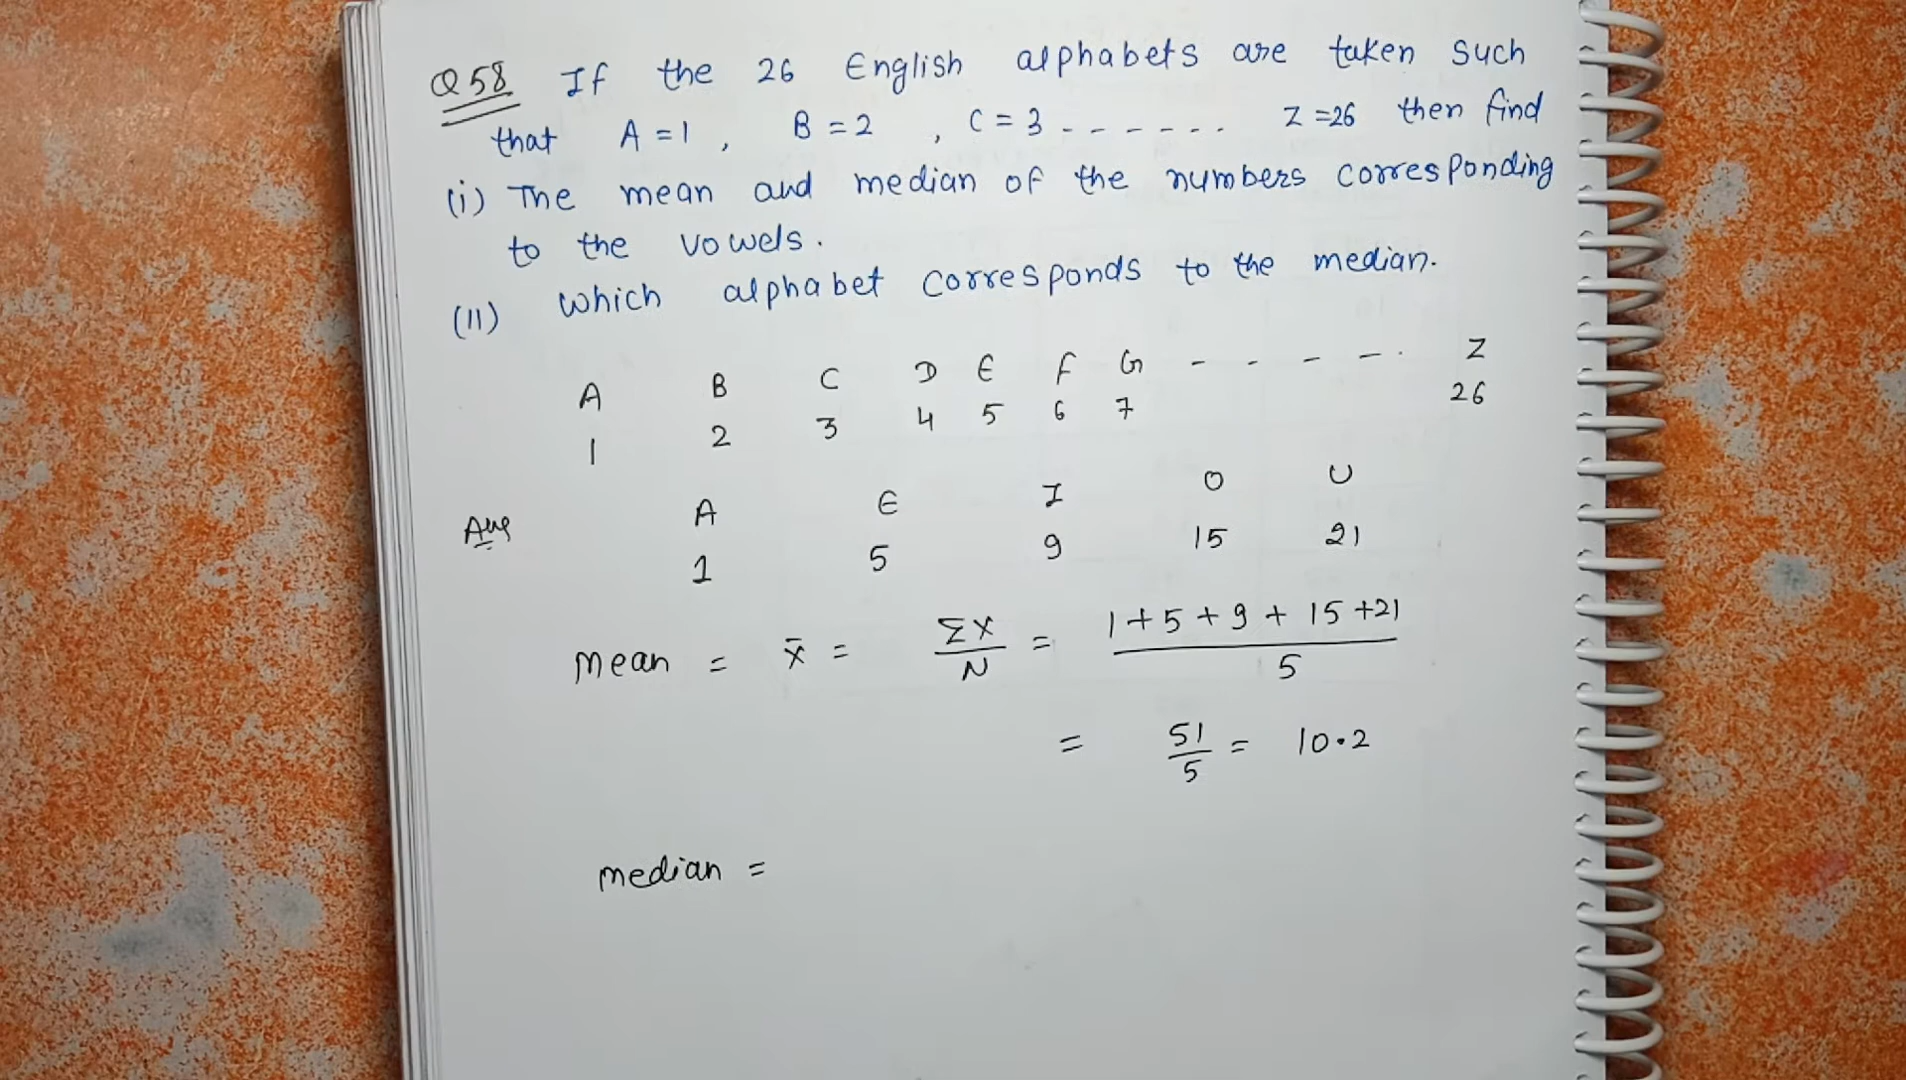 Q58 If the 26 English alphabets are taken such
that A = 1 , B = 2 , C = 3 - - - - - - . Z = 26 then find
(i) The mean and median of the numbers corresponding
to the vowels.
(II) Which alphabet corresponds to the median.
A B C D E F G - - - - . Z
1 2 3 4 5 6 7 26
Ans A E I O U
1 5 9 15 21
Mean = x̄ = ΣX/N = (1+5+9+15+21)/5
= 51/5 = 10.2
median =